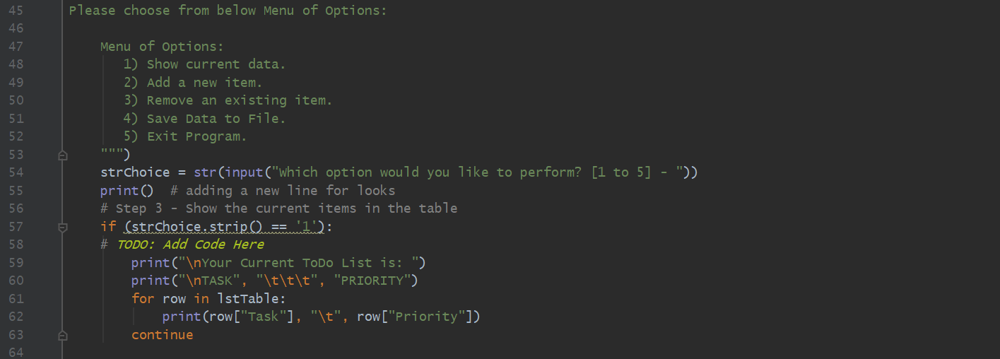 45 Please choose from below Menu of Options:
46
47     Menu of Options:
48        1) Show current data.
49        2) Add a new item.
50        3) Remove an existing item.
51        4) Save Data to File.
52        5) Exit Program.
53     """)
54     strChoice = str(input("Which option would you like to perform? [1 to 5] - "))
55     print()  # adding a new line for looks
56     # Step 3 - Show the current items in the table
57     if (strChoice.strip() == '1'):
58     # TODO: Add Code Here
59         print("\nYour Current ToDo List is: ")
60         print("\nTASK", "\t\t\t", "PRIORITY")
61         for row in lstTable:
62             print(row["Task"], "\t", row["Priority"])
63         continue
64